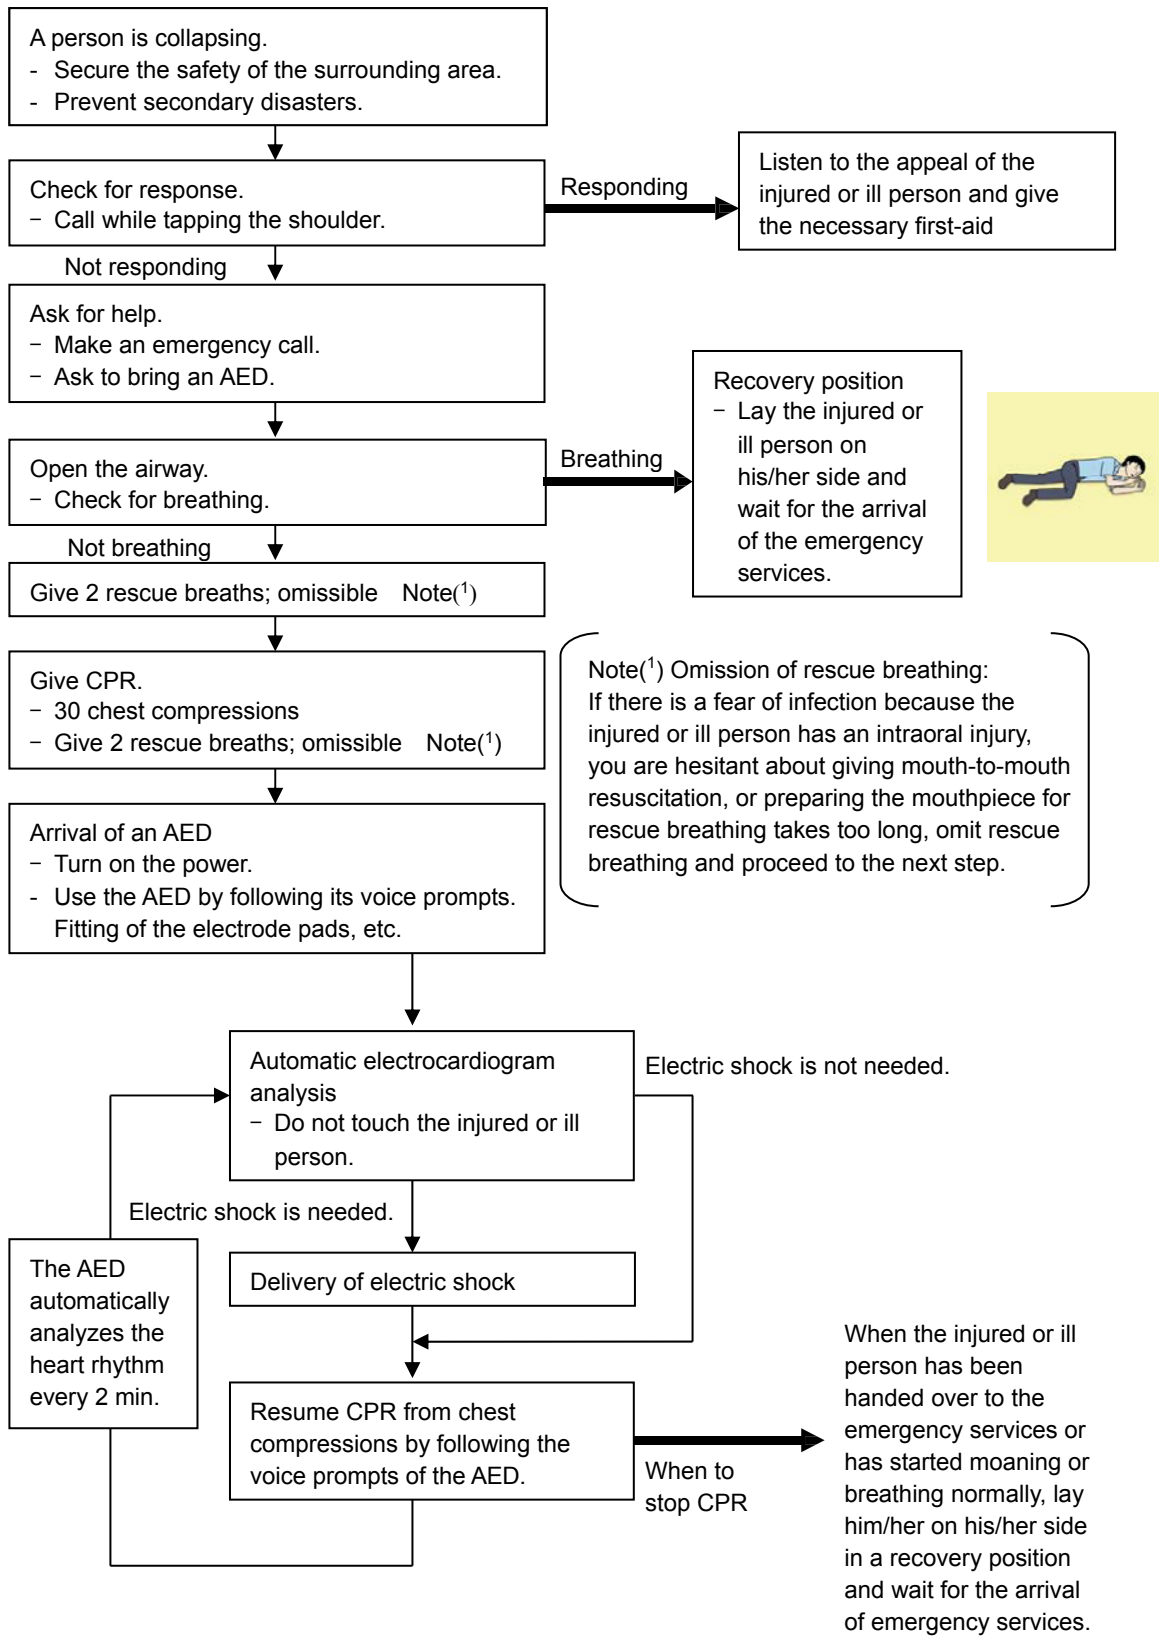 A person is collapsing.
- Secure the safety of the surrounding area.
- Prevent secondary disasters.
Check for response.
− Call while tapping the shoulder.
Responding
Listen to the appeal of the
injured or ill person and give
the necessary first-aid
Not responding
Ask for help.
− Make an emergency call.
− Ask to bring an AED.
Open the airway.
− Check for breathing.
Breathing
Recovery position
− Lay the injured or
ill person on
his/her side and
wait for the arrival
of the emergency
services.
Not breathing
Give 2 rescue breaths; omissible Note(¹)
Give CPR.
− 30 chest compressions
− Give 2 rescue breaths; omissible Note(¹)
Note(¹) Omission of rescue breathing:
If there is a fear of infection because the
injured or ill person has an intraoral injury,
you are hesitant about giving mouth-to-mouth
resuscitation, or preparing the mouthpiece for
rescue breathing takes too long, omit rescue
breathing and proceed to the next step.
Arrival of an AED
− Turn on the power.
- Use the AED by following its voice prompts.
Fitting of the electrode pads, etc.
Automatic electrocardiogram
analysis
− Do not touch the injured or ill
person.
Electric shock is not needed.
Electric shock is needed.
The AED
automatically
analyzes the
heart rhythm
every 2 min.
Delivery of electric shock
Resume CPR from chest
compressions by following the
voice prompts of the AED.
When to
stop CPR
When the injured or ill
person has been
handed over to the
emergency services or
has started moaning or
breathing normally, lay
him/her on his/her side
in a recovery position
and wait for the arrival
of emergency services.